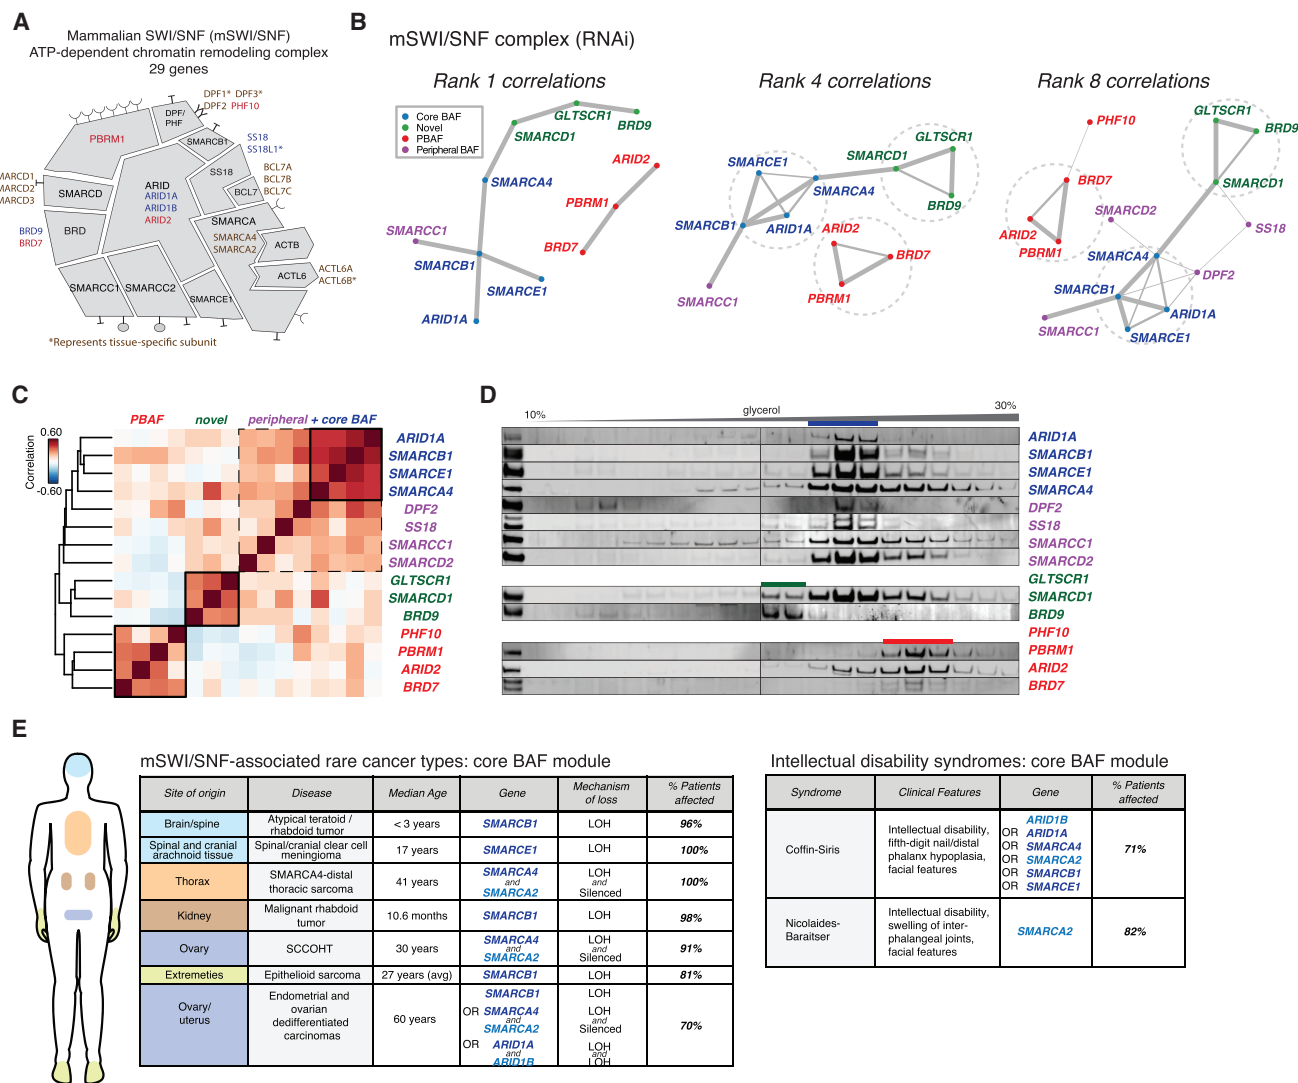 A
Mammalian SWI/SNF (mSWI/SNF)
ATP-dependent chromatin remodeling complex
29 genes
DPF1* DPF3*
DPF2 PHF10
DPF/
PHF
PBRM1
SMARCB1
SS18
SS18L1*
SS18
BCL7A
BCL7B
BCL7C
BCL7
SMARCD1
SMARCD2
SMARCD3
SMARCD
ARID
ARID1A
ARID1B
ARID2
SMARCA
SMARCA4
SMARCA2
BRD9
BRD7
BRD
ACTB
ACTL6
ACTL6A
ACTL6B*
SMARCC1
SMARCC2
SMARCE1
*Represents tissue-specific subunit
B
mSWI/SNF complex (RNAi)
Rank 1 correlations
Core BAF
Novel
PBAF
Peripheral BAF
GLTSCR1
BRD9
SMARCD1
ARID2
SMARCA4
PBRM1
SMARCC1
BRD7
SMARCB1
SMARCE1
ARID1A
Rank 4 correlations
GLTSCR1
SMARCD1
SMARCE1
SMARCA4
BRD9
SMARCB1
ARID1A
ARID2
BRD7
PBRM1
SMARCC1
Rank 8 correlations
PHF10
GLTSCR1
BRD9
BRD7
SMARCD1
SMARCD2
ARID2
SS18
PBRM1
SMARCA4
DPF2
SMARCB1
ARID1A
SMARCC1
SMARCE1
C
PBAF novel peripheral + core BAF
0.60
Correlation
-0.60
ARID1A
SMARCB1
SMARCE1
SMARCA4
DPF2
SS18
SMARCC1
SMARCD2
GLTSCR1
SMARCD1
BRD9
PHF10
PBRM1
ARID2
BRD7
D
10% glycerol 30%
ARID1A
SMARCB1
SMARCE1
SMARCA4
DPF2
SS18
SMARCC1
SMARCD2
GLTSCR1
SMARCD1
BRD9
PHF10
PBRM1
ARID2
BRD7
E
mSWI/SNF-associated rare cancer types: core BAF module
Site of origin Disease Median Age Gene Mechanism of loss % Patients affected
Brain/spine Atypical teratoid / rhabdoid tumor < 3 years SMARCB1 LOH 96%
Spinal and cranial arachnoid tissue Spinal/cranial clear cell meningioma 17 years SMARCE1 LOH 100%
Thorax SMARCA4-distal thoracic sarcoma 41 years SMARCA4 and SMARCA2 LOH and Silenced 100%
Kidney Malignant rhabdoid tumor 10.6 months SMARCB1 LOH 98%
Ovary SCCOHT 30 years SMARCA4 and SMARCA2 LOH and Silenced 91%
Extremeties Epithelioid sarcoma 27 years (avg) SMARCB1 LOH 81%
Ovary/ uterus Endometrial and ovarian dedifferentiated carcinomas 60 years SMARCB1 LOH 70%
OR SMARCA4 and SMARCA2 LOH and Silenced
OR ARID1A and ARID1B LOH and LOH
Intellectual disability syndromes: core BAF module
Syndrome Clinical Features Gene % Patients affected
Coffin-Siris Intellectual disability, fifth-digit nail/distal phalanx hypoplasia, facial features 71%
ARID1B
OR ARID1A
OR SMARCA4
OR SMARCA2
OR SMARCB1
OR SMARCE1
Nicolaides-Baraitser Intellectual disability, swelling of inter-phalangeal joints, facial features SMARCA2 82%